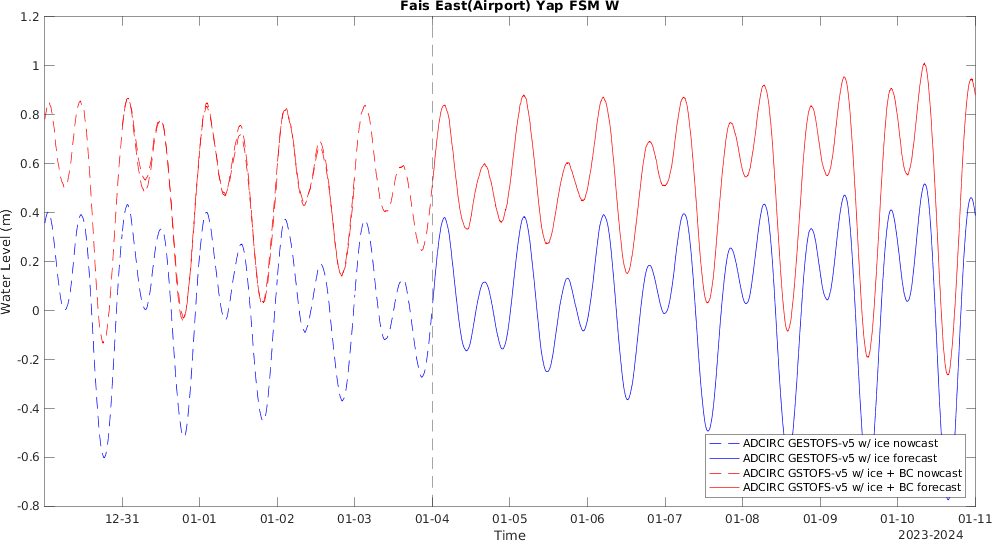 Fais East(Airport) Yap FSM W
1.2
1
0.8
0.6
0.4
0.2
0
-0.2
-0.4
-0.6
-0.8
Water Level (m)
ADCIRC GESTOFS-v5 w/ ice nowcast
ADCIRC GESTOFS-v5 w/ ice forecast
ADCIRC GSTOFS-v5 w/ ice + BC nowcast
ADCIRC GSTOFS-v5 w/ ice + BC forecast
12-31 01-01 01-02 01-03 01-04 01-05 01-06 01-07 01-08 01-09 01-10 01-11
Time
2023-2024